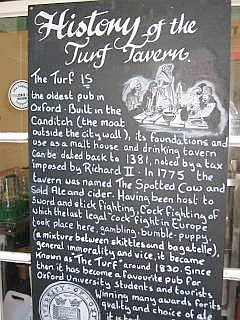 History of the
Turf Tavern.
The Turf IS
the oldest pub in
Oxford. Built in the
Canditch (the moat
outside the city wall), its foundations and
use as a malt house and drinking tavern
Can be dated back to 1381, noted by a tax
imposed by Richard II. In 1775 the
tavern was named The Spotted Cow and
Sold Ale and cider. Having been host to
Sword and stick fighting, Cock fighting of
which the last legal cock fight in Europe
took place here, gambling, bumble-puppy
(a mixture between skittles and bagatelle),
general immorality and vice, it became
Known as 'The Turf' around 1830. Since
then it has become a favourite pub for
Oxford University students and tourists,
Winning many awards for its
quality and choice of ale